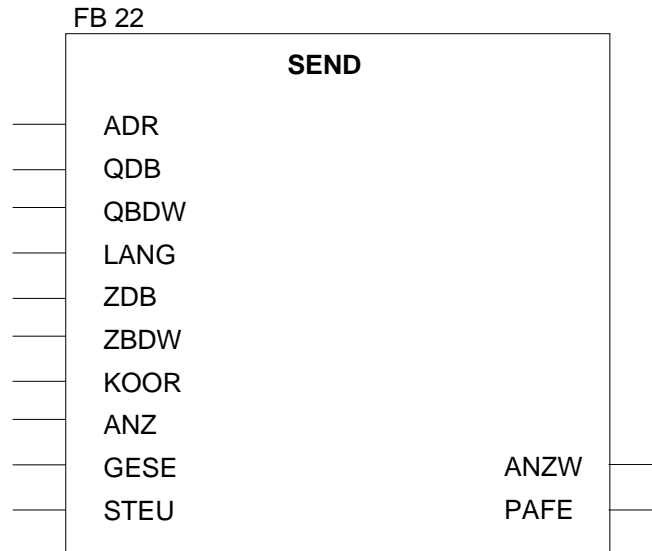 FB 22
SEND
ADR
QDB
QBDW
LANG
ZDB
ZBDW
KOOR
ANZ
GESE ANZW
STEU PAFE